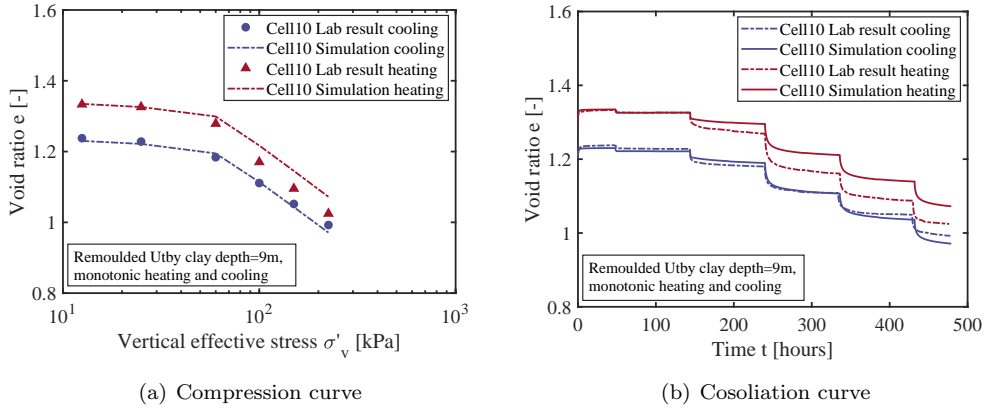 1.6
1.4
1.2
1
0.8
Void ratio e [-]
Cell10 Lab result cooling
Cell10 Simulation cooling
Cell10 Lab result heating
Cell10 Simulation heating
Remoulded Utby clay depth=9m,
monotonic heating and cooling
10^1
10^2
10^3
Vertical effective stress σ'_v [kPa]
(a) Compression curve
1.6
1.4
1.2
1
0.8
Void ratio e [-]
Cell10 Lab result cooling
Cell10 Simulation cooling
Cell10 Lab result heating
Cell10 Simulation heating
Remoulded Utby clay depth=9m,
monotonic heating and cooling
0
100
200
300
400
500
Time t [hours]
(b) Cosoliation curve